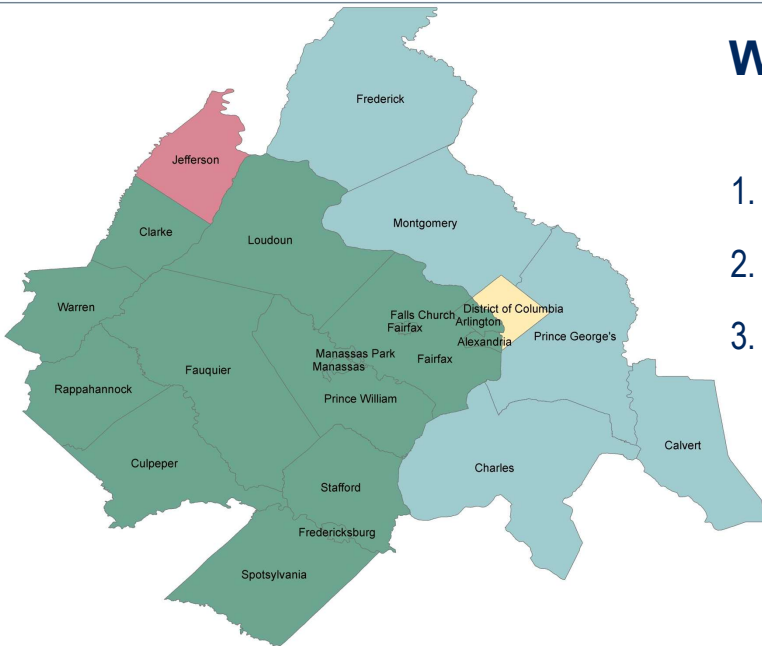 W
Frederick
Jefferson
1.
Montgomery
Clarke
Loudoun
2.
Warren
Falls Church
District of Columbia
Fairfax
Arlington
Prince George's
3.
Alexandria
Manassas Park
Manassas
Fairfax
Fauquier
Rappahannock
Prince William
Calvert
Culpeper
Charles
Stafford
Fredericksburg
Spotsylvania